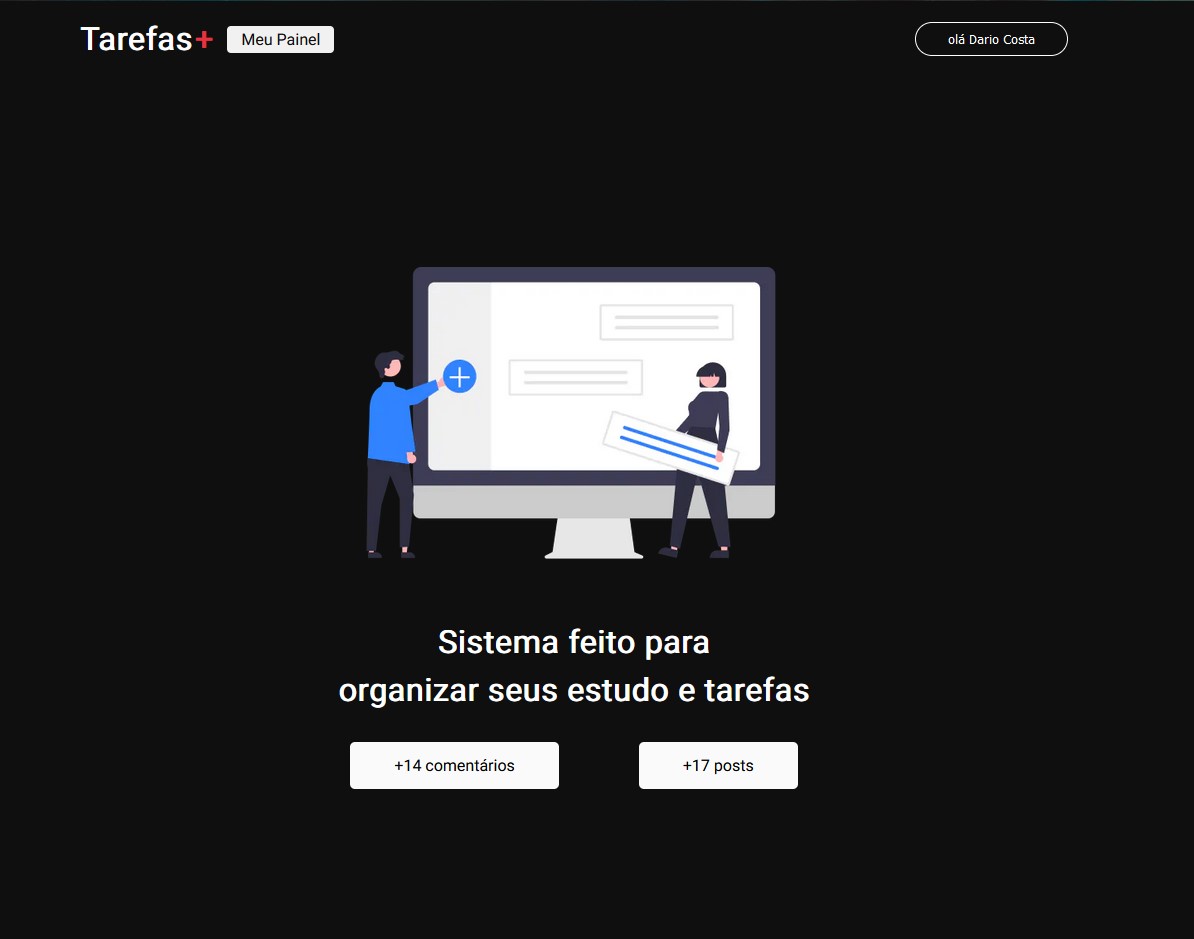 Tarefas+
Meu Painel
olá Dario Costa
Sistema feito para
organizar seus estudo e tarefas
+14 comentários
+17 posts